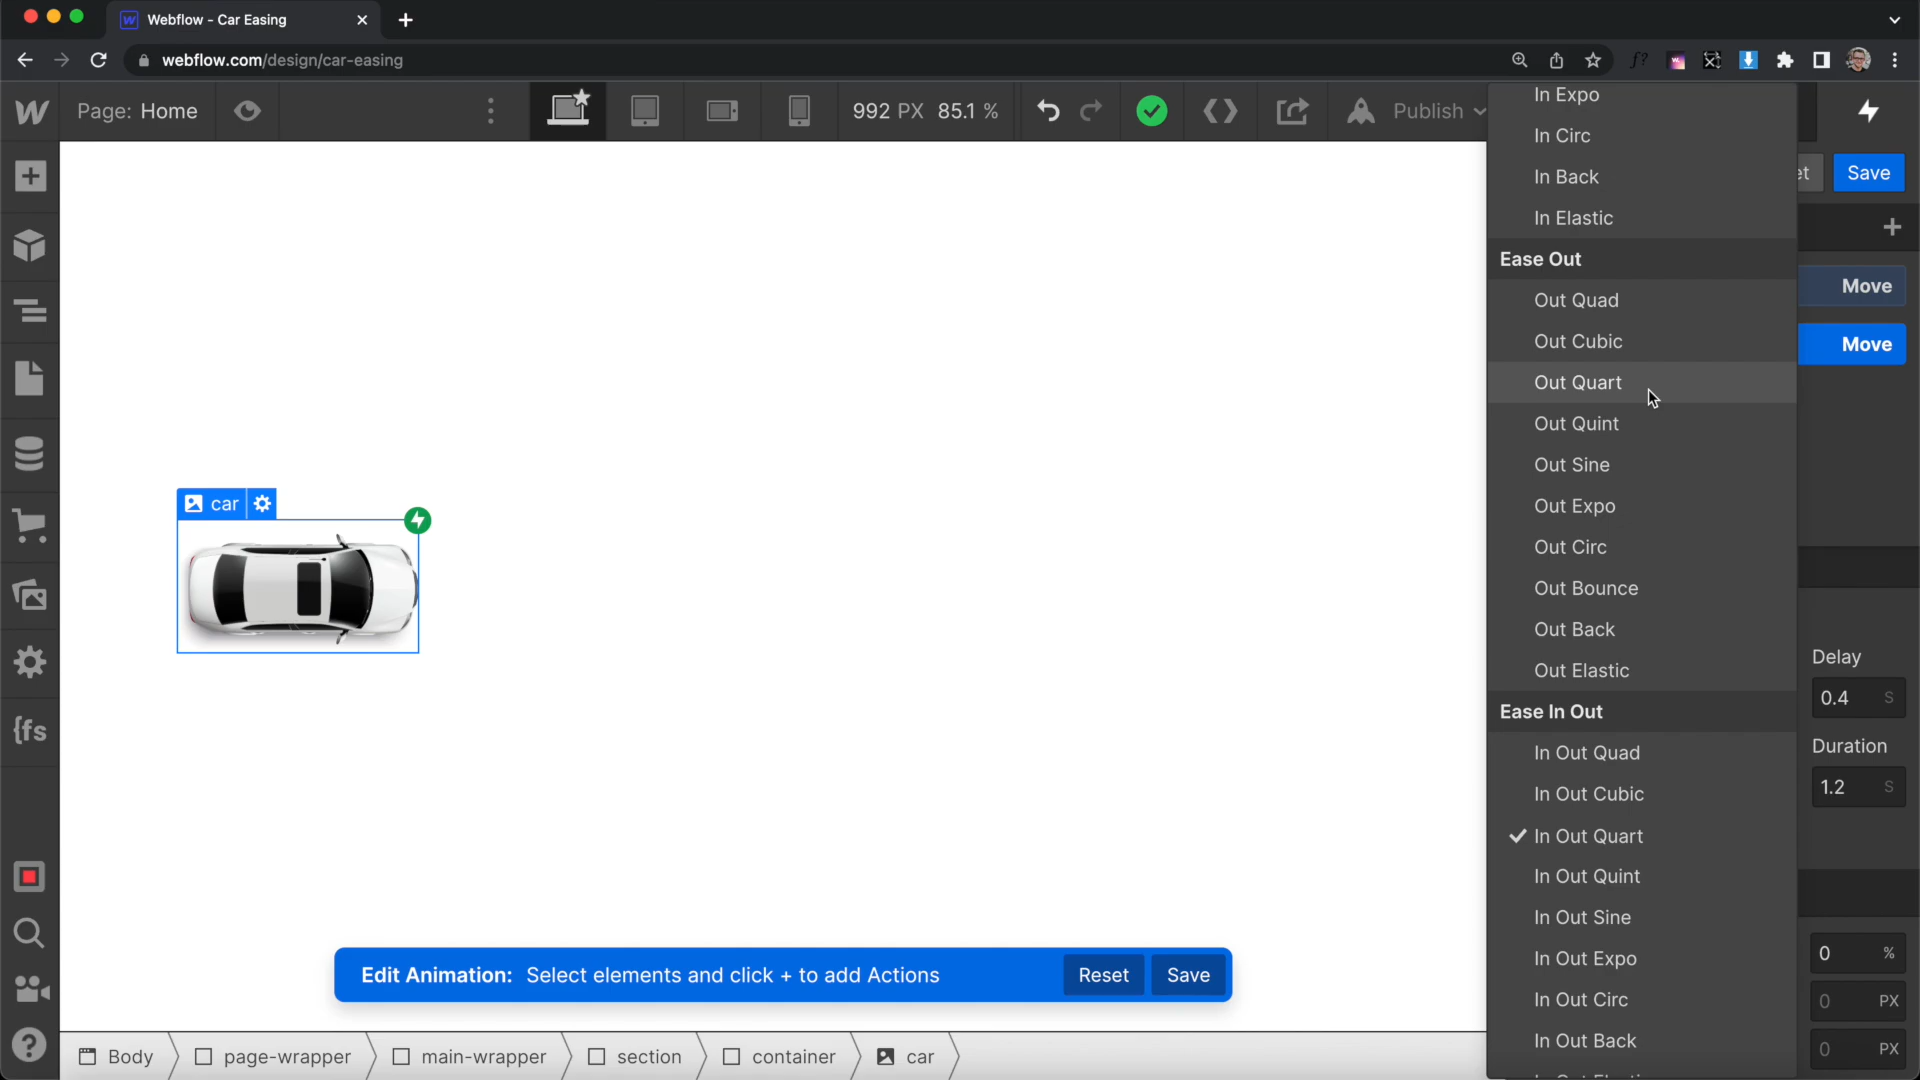 Webflow - Car Easing
webflow.com/design/car-easing
Page: Home
992 PX 85.1 %
Publish
In Expo
In Circ
In Back
In Elastic
Ease Out
Out Quad
Out Cubic
Out Quart
Out Quint
Out Sine
Out Expo
Out Circ
Out Bounce
Out Back
Out Elastic
Ease In Out
In Out Quad
In Out Cubic
In Out Quart
In Out Quint
In Out Sine
In Out Expo
In Out Circ
In Out Back
Save
Move
Move
Delay
0.4 S
Duration
1.2 S
0 %
0 PX
0 PX
car
{fs
Edit Animation: Select elements and click + to add Actions
Reset
Save
Body
page-wrapper
main-wrapper
section
container
car